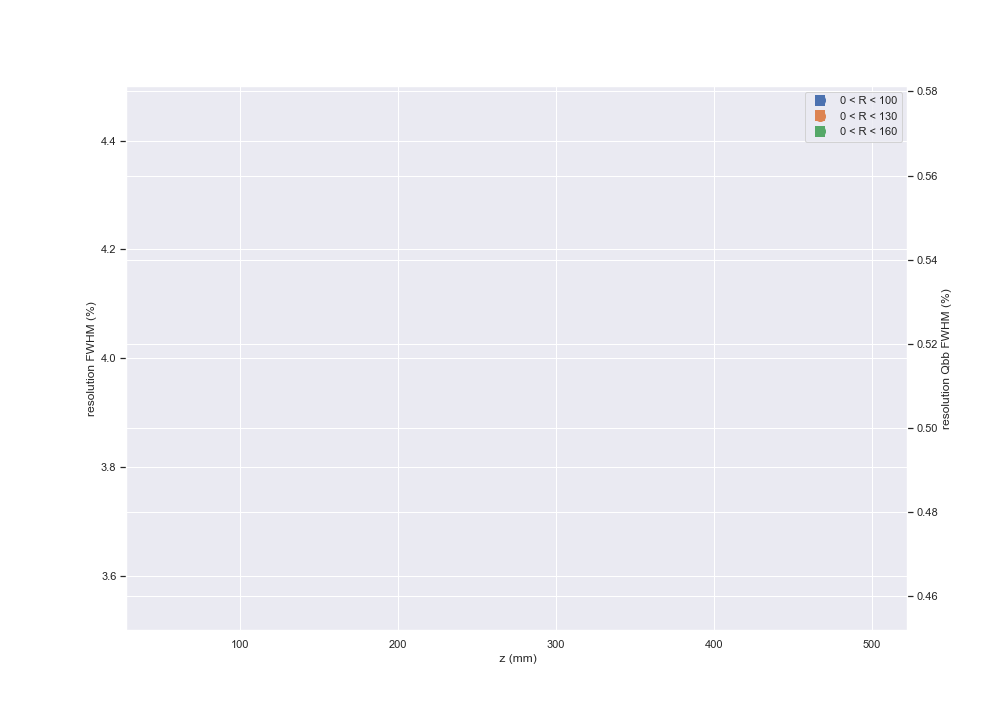 0 < R < 100
0 < R < 130
0 < R < 160
4.4
4.2
4.0
3.8
3.6
resolution FWHM (%)
0.58
0.56
0.54
0.52
0.50
0.48
0.46
resolution Qbb FWHM (%)
100 200 300 400 500
z (mm)